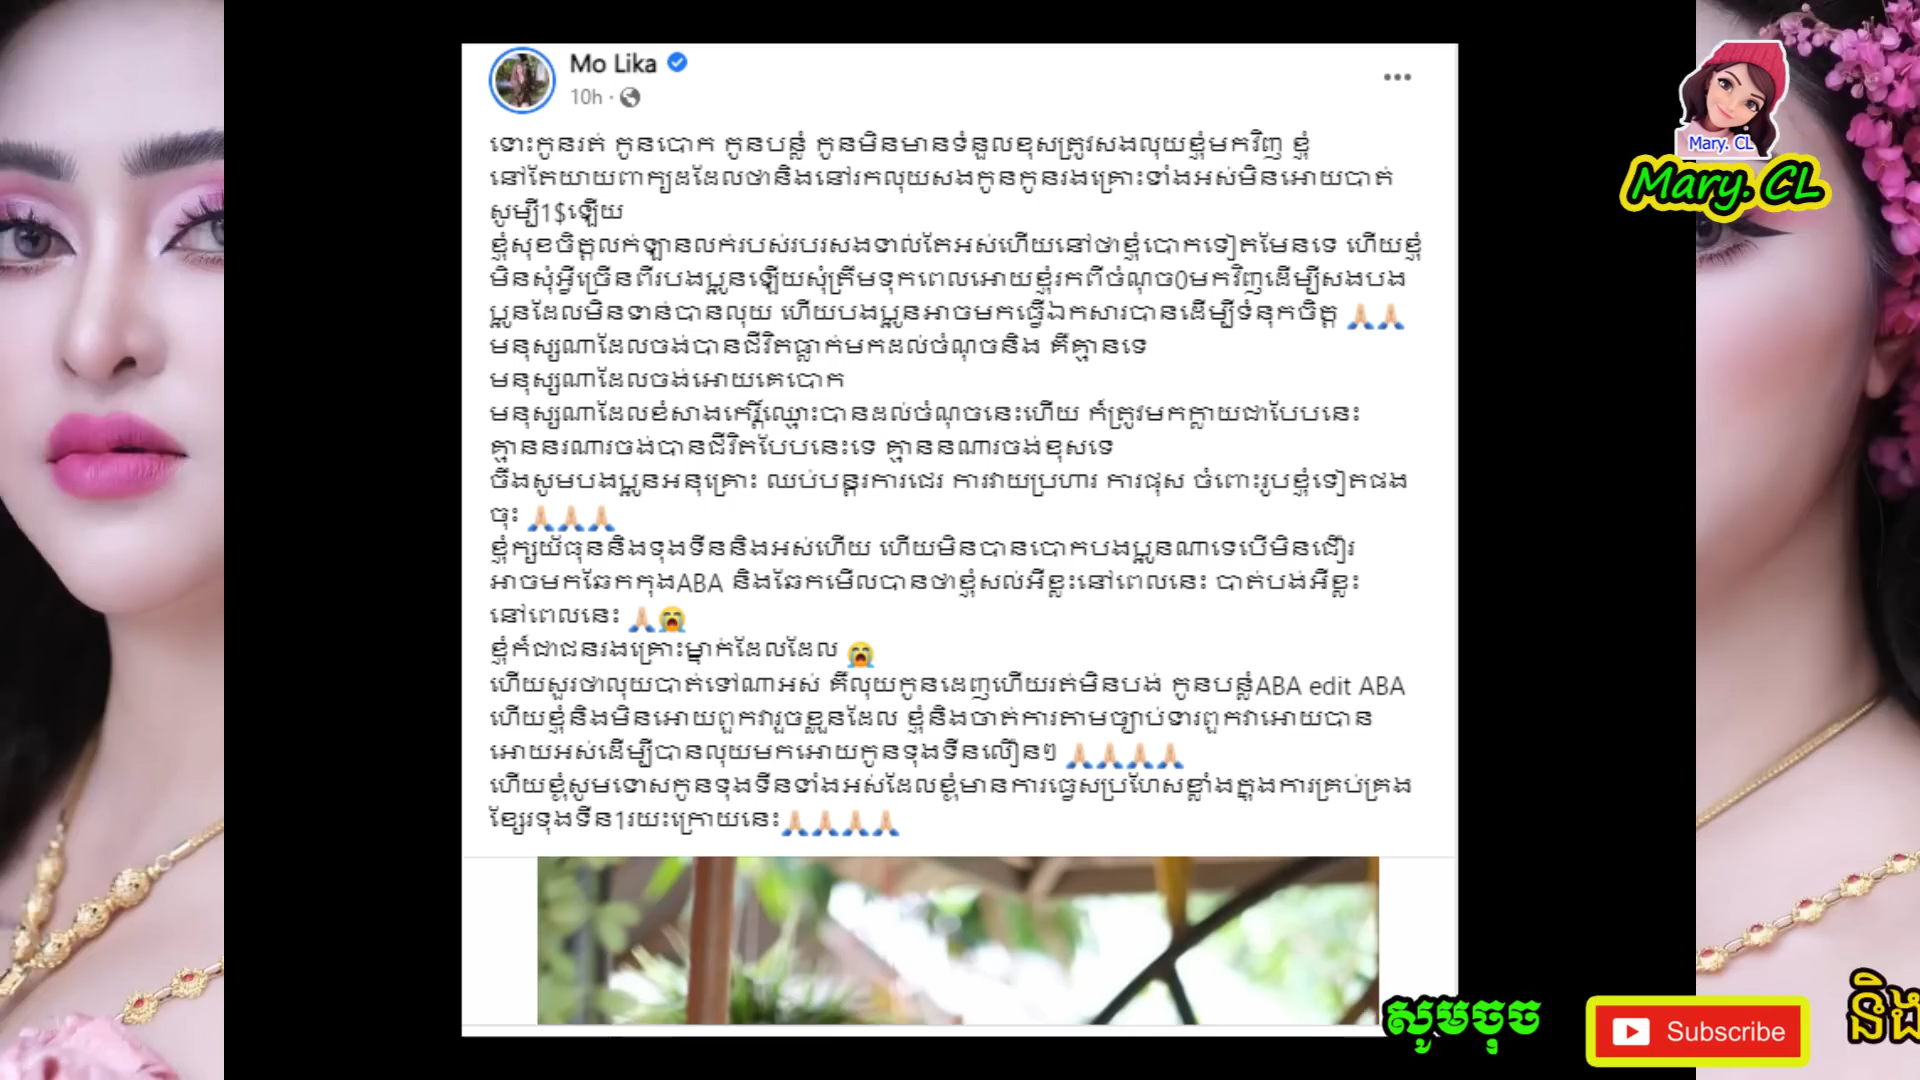 Mo Lika
10h ·
ទោះកូនរត់ កូនបោក កូនបន្លំ កូនមិនមានទំនួលខុសត្រូវសងលុយខ្ញុំមកវិញ ខ្ញុំ
នៅតែយាយពាក្យដដែលថានិងនៅរកលុយសងកូនកូនរងគ្រោះទាំងអស់មិនអោយបាត់
សូម្បី1$ឡើយ
ខ្ញុំសុខចិត្តលក់ឡានលក់របស់របរសងទាល់តែអស់ហើយនៅថាខ្ញុំបោកទៀតមែនទេ ហើយខ្ញុំ
មិនសុំអ្វីច្រើនពីរបងប្អូនឡើយសុំត្រឹមទុកពេលអោយខ្ញុំរកពីចំណុច0មកវិញដើម្បីសងបង
ប្អូនដែលមិនទាន់បានលុយ ហើយបងប្អូនអាចមកធ្វើឯកសារបានដើម្បីទំនុកចិត្ត 🙏🏻🙏🏻
មនុស្សណាដែលចង់បានជីវិតធ្លាក់មកដល់ចំណុចនិង គឺគ្មានទេ
មនុស្សណាដែលចង់អោយគេបោក
មនុស្សណាដែលខំសាងកេរ្តិ៍ឈ្មោះបានដល់ចំណុចនេះហើយ ក៍ត្រូវមកក្លាយជាបែបនេះ
គ្មាននរណារចង់បានជីវិតបែបនេះទេ គ្មាននណារចង់ខុសទេ
ចឹងសូមបងប្អូនអនុគ្រោះ ឈប់បន្តរការជេរ ការវាយប្រហារ ការផុស ចំពោះរូបខ្ញុំទៀតផង
ចុះ 🙏🏻🙏🏻🙏🏻
ខ្ញុំក្សយ័ធុននិងទុងទីននិងអស់ហើយ ហើយមិនបានបោកបងប្អូនណាទេបើមិនជឿរ
អាចមកឆែកកុងABA និងឆែកមើលបានថាខ្ញុំសល់អីខ្លះនៅពេលនេះ បាត់បង់អីខ្លះ
នៅពេលនេះ 🙏🏻😭
ខ្ញុំក៍ជាជនរងគ្រោះម្នាក់ដែលដែល 😭
ហើយសួរថាលុយបាត់ទៅណាអស់ គឺលុយកូនដេញហើយរត់មិនបង់ កូនបន្លំABA edit ABA
ហើយខ្ញុំនិងមិនអោយពួកវារួចខ្លួនដែល ខ្ញុំនិងចាត់ការតាមច្បាប់ទារពួកវាអោយបាន
អោយអស់ដើម្បីបានលុយមកអោយកូនទុងទីនលឿនៗ 🙏🏻🙏🏻🙏🏻🙏🏻
ហើយខ្ញុំសូមទោសកូនទុងទីនទាំងអស់ដែលខ្ញុំមានការធ្វេសប្រហែសខ្លាំងក្នុងការគ្រប់គ្រង
ខ្សែរទុងទីន1រយះក្រោយនេះ🙏🏻🙏🏻🙏🏻🙏🏻
Mary. CL
Mary. CL
សូមចុច
Subscribe
និង